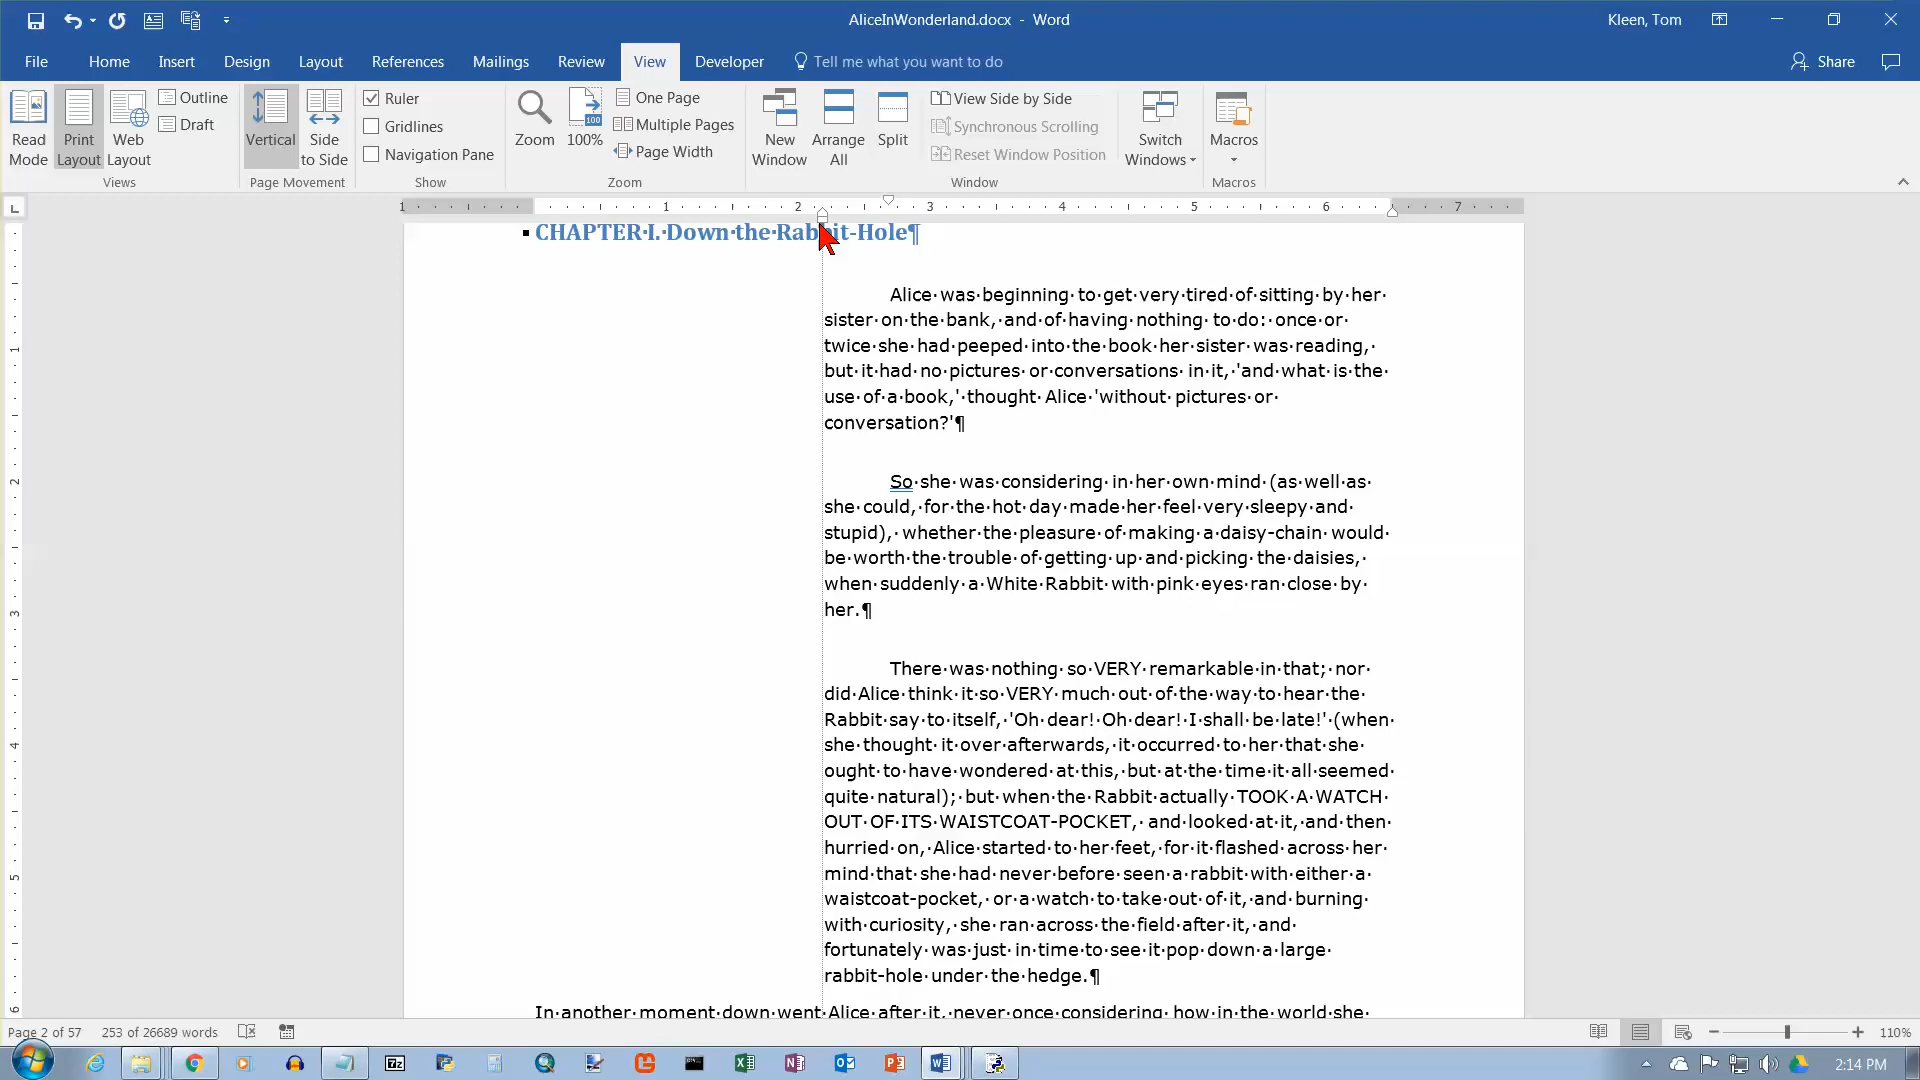 AliceInWonderland.docx - Word
Kleen, Tom
File Home Insert Design Layout References Mailings Review View Developer Tell me what you want to do Share
Read Mode
Print Layout
Web Layout
Outline
Draft
Views
Vertical
Side to Side
Page Movement
Ruler
Gridlines
Navigation Pane
Show
Zoom
100
100%
One Page
Multiple Pages
Page Width
Zoom
New Window
Arrange All
Split
View Side by Side
Synchronous Scrolling
Reset Window Position
Window
Switch Windows
Macros
Macros
L
1 1 2 3 4 5 6 7
CHAPTER·I.·Down·the·Rabbit-Hole¶
Alice·was·beginning·to·get·very·tired·of·sitting·by·her·
sister·on·the·bank,·and·of·having·nothing·to·do:·once·or·
twice·she·had·peeped·into·the·book·her·sister·was·reading,·
but·it·had·no·pictures·or·conversations·in·it,·'and·what·is·the·
use·of·a·book,'·thought·Alice·'without·pictures·or·
conversation?'¶
So·she·was·considering·in·her·own·mind·(as·well·as·
she·could,·for·the·hot·day·made·her·feel·very·sleepy·and·
stupid),·whether·the·pleasure·of·making·a·daisy-chain·would·
be·worth·the·trouble·of·getting·up·and·picking·the·daisies,·
when·suddenly·a·White·Rabbit·with·pink·eyes·ran·close·by·
her.¶
There·was·nothing·so·VERY·remarkable·in·that;·nor·
did·Alice·think·it·so·VERY·much·out·of·the·way·to·hear·the·
Rabbit·say·to·itself,·'Oh·dear!·Oh·dear!·I·shall·be·late!'·(when·
she·thought·it·over·afterwards,·it·occurred·to·her·that·she·
ought·to·have·wondered·at·this,·but·at·the·time·it·all·seemed·
quite·natural);·but·when·the·Rabbit·actually·TOOK·A·WATCH·
OUT·OF·ITS·WAISTCOAT-POCKET,·and·looked·at·it,·and·then·
hurried·on,·Alice·started·to·her·feet,·for·it·flashed·across·her·
mind·that·she·had·never·before·seen·a·rabbit·with·either·a·
waistcoat-pocket,·or·a·watch·to·take·out·of·it,·and·burning·
with·curiosity,·she·ran·across·the·field·after·it,·and·
fortunately·was·just·in·time·to·see·it·pop·down·a·large·
rabbit-hole·under·the·hedge.¶
In·another·moment·down·went·Alice·after·it,·never·once·considering·how·in·the·world·she·
1
2
3
4
5
6
Page 2 of 57 253 of 26689 words 110%
7z
2:14 PM